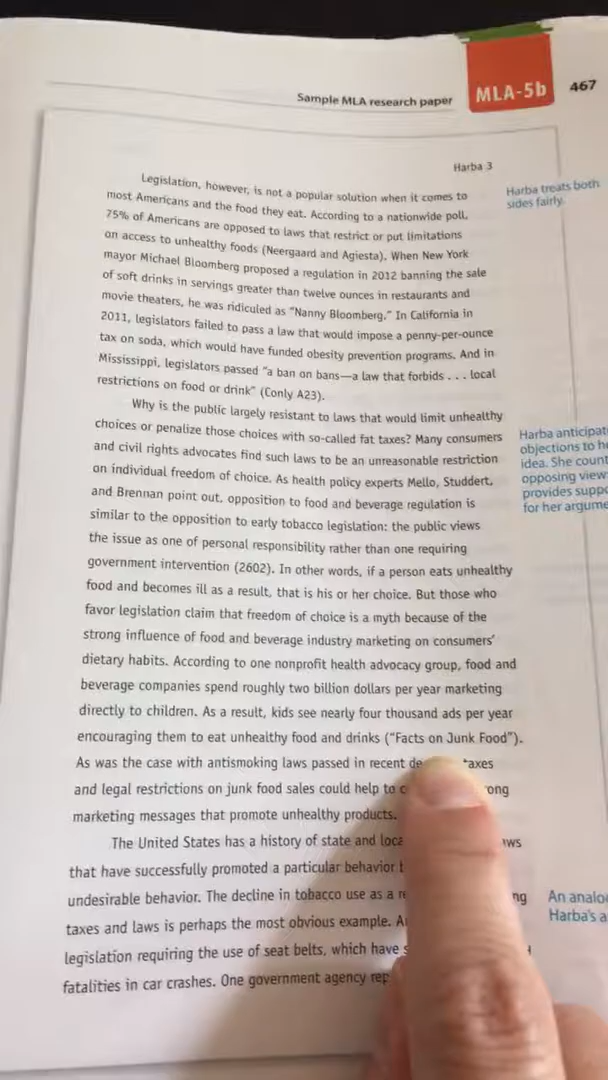 Sample MLA research paper
MLA-5b
467
Harba 3
Legislation, however, is not a popular solution when it comes to
most Americans and the food they eat. According to a nationwide poll,
75% of Americans are opposed to laws that restrict or put limitations
on access to unhealthy foods (Neergaard and Agiesta). When New York
mayor Michael Bloomberg proposed a regulation in 2012 banning the sale
of soft drinks in servings greater than twelve ounces in restaurants and
movie theaters, he was ridiculed as "Nanny Bloomberg." In California in
2011, legislators failed to pass a law that would impose a penny-per-ounce
tax on soda, which would have funded obesity prevention programs. And in
Mississippi, legislators passed "a ban on bans—a law that forbids . . . local
restrictions on food or drink" (Conly A23).
Why is the public largely resistant to laws that would limit unhealthy
choices or penalize those choices with so-called fat taxes? Many consumers
and civil rights advocates find such laws to be an unreasonable restriction
on individual freedom of choice. As health policy experts Mello, Studdert,
and Brennan point out, opposition to food and beverage regulation is
similar to the opposition to early tobacco legislation: the public views
the issue as one of personal responsibility rather than one requiring
government intervention (2602). In other words, if a person eats unhealthy
food and becomes ill as a result, that is his or her choice. But those who
favor legislation claim that freedom of choice is a myth because of the
strong influence of food and beverage industry marketing on consumers'
dietary habits. According to one nonprofit health advocacy group, food and
beverage companies spend roughly two billion dollars per year marketing
directly to children. As a result, kids see nearly four thousand ads per year
encouraging them to eat unhealthy food and drinks ("Facts on Junk Food").
As was the case with antismoking laws passed in recent taxes
and legal restrictions on junk food sales could help to
marketing messages that promote unhealthy products.
The United States has a history of state and
that have successfully promoted a particular behavior
undesirable behavior. The decline in tobacco use as a
taxes and laws is perhaps the most obvious example.
legislation requiring the use of seat belts, which have
fatalities in car crashes. One government agency
Harba treats both
sides fairly.
Harba
objections to
idea. She
opposing
provides
for her
An
Harba's